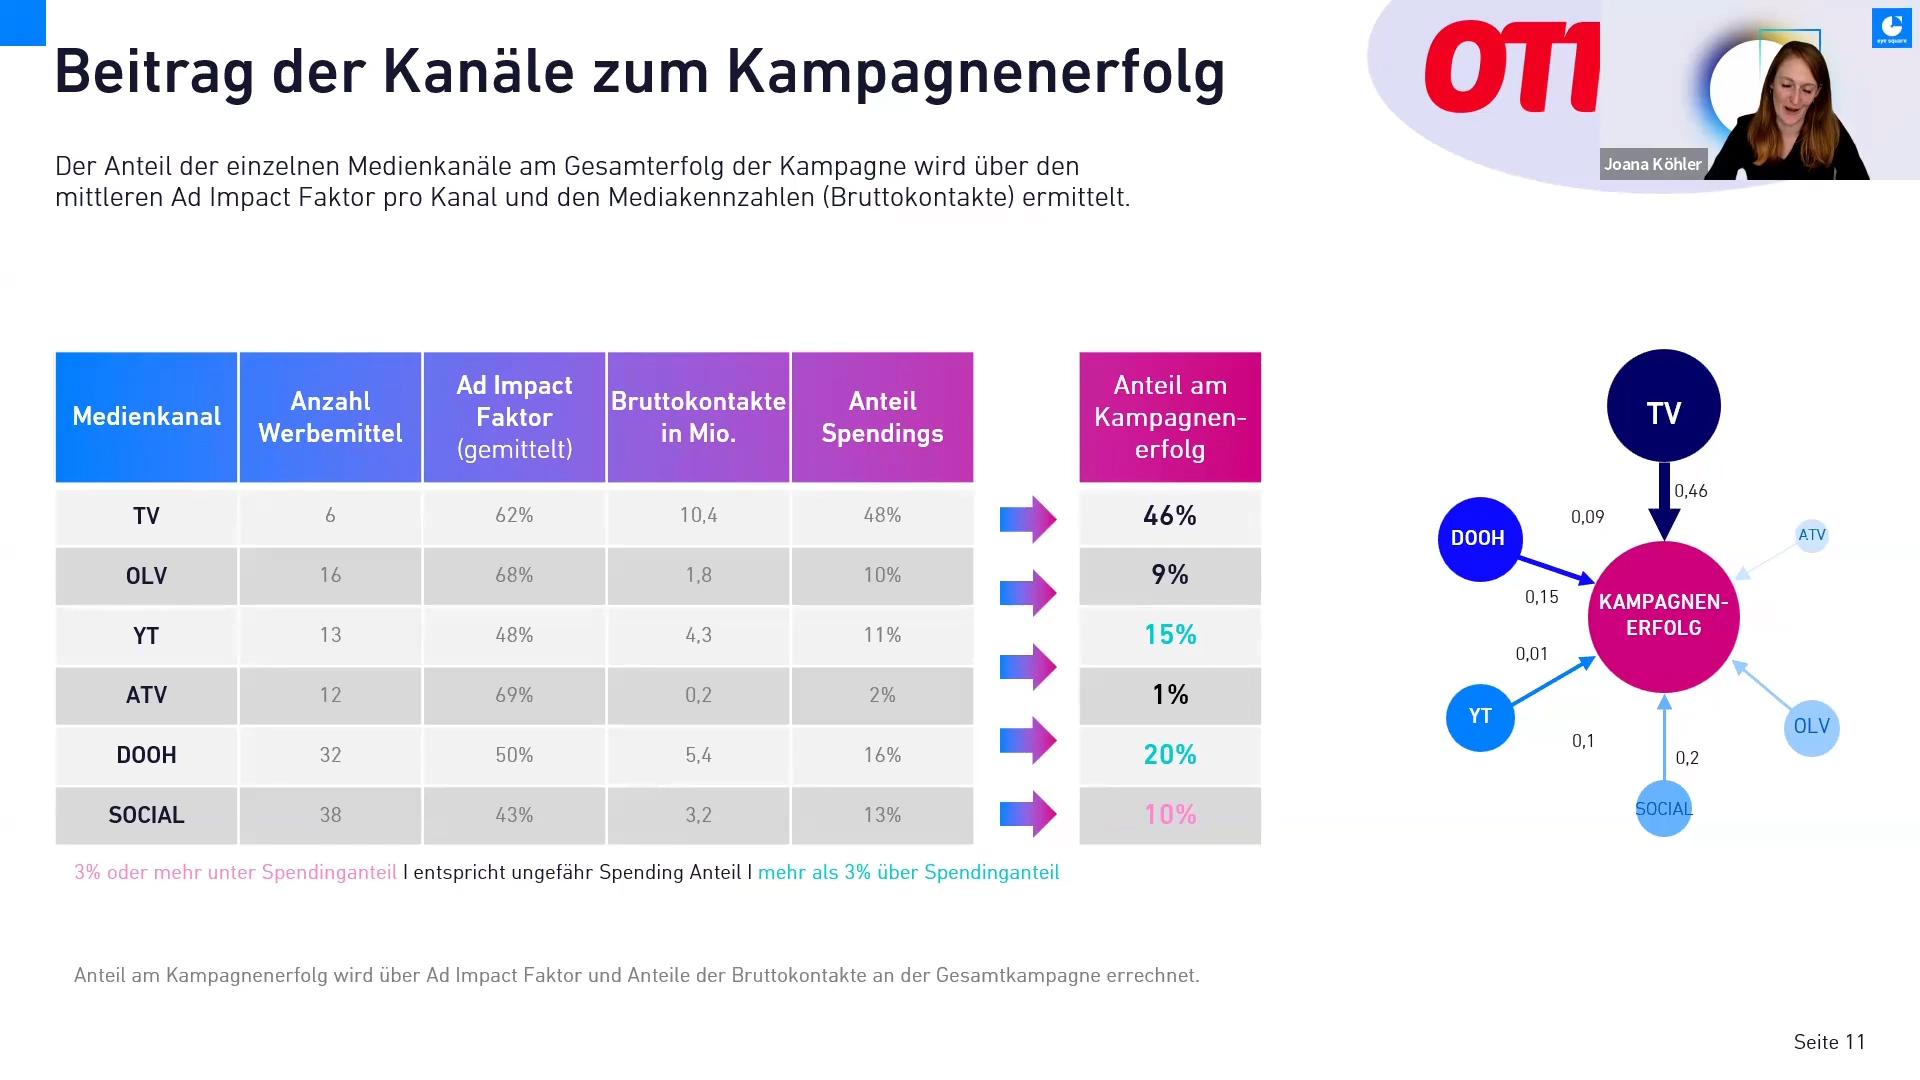 Beitrag der Kanäle zum Kampagnenerfolg
Joana Köhler
eye square
Der Anteil der einzelnen Medienkanäle am Gesamterfolg der Kampagne wird über den
mittleren Ad Impact Faktor pro Kanal und den Mediakennzahlen (Bruttokontakte) ermittelt.
Medienkanal
Anzahl
Werbemittel
Ad Impact
Faktor
(gemittelt)
Bruttokontakte
in Mio.
Anteil
Spendings
Anteil am
Kampagnen-
erfolg
TV 6 62% 10,4 48% 46%
OLV 16 68% 1,8 10% 9%
YT 13 48% 4,3 11% 15%
ATV 12 69% 0,2 2% 1%
DOOH 32 50% 5,4 16% 20%
SOCIAL 38 43% 3,2 13% 10%
3% oder mehr unter Spendinganteil I entspricht ungefähr Spending Anteil I mehr als 3% über Spendinganteil
TV
0,46
0,09
DOOH
ATV
0,15
KAMPAGNEN-
ERFOLG
0,01
YT
OLV
0,1
0,2
SOCIAL
Anteil am Kampagnenerfolg wird über Ad Impact Faktor und Anteile der Bruttokontakte an der Gesamtkampagne errechnet.
Seite 11